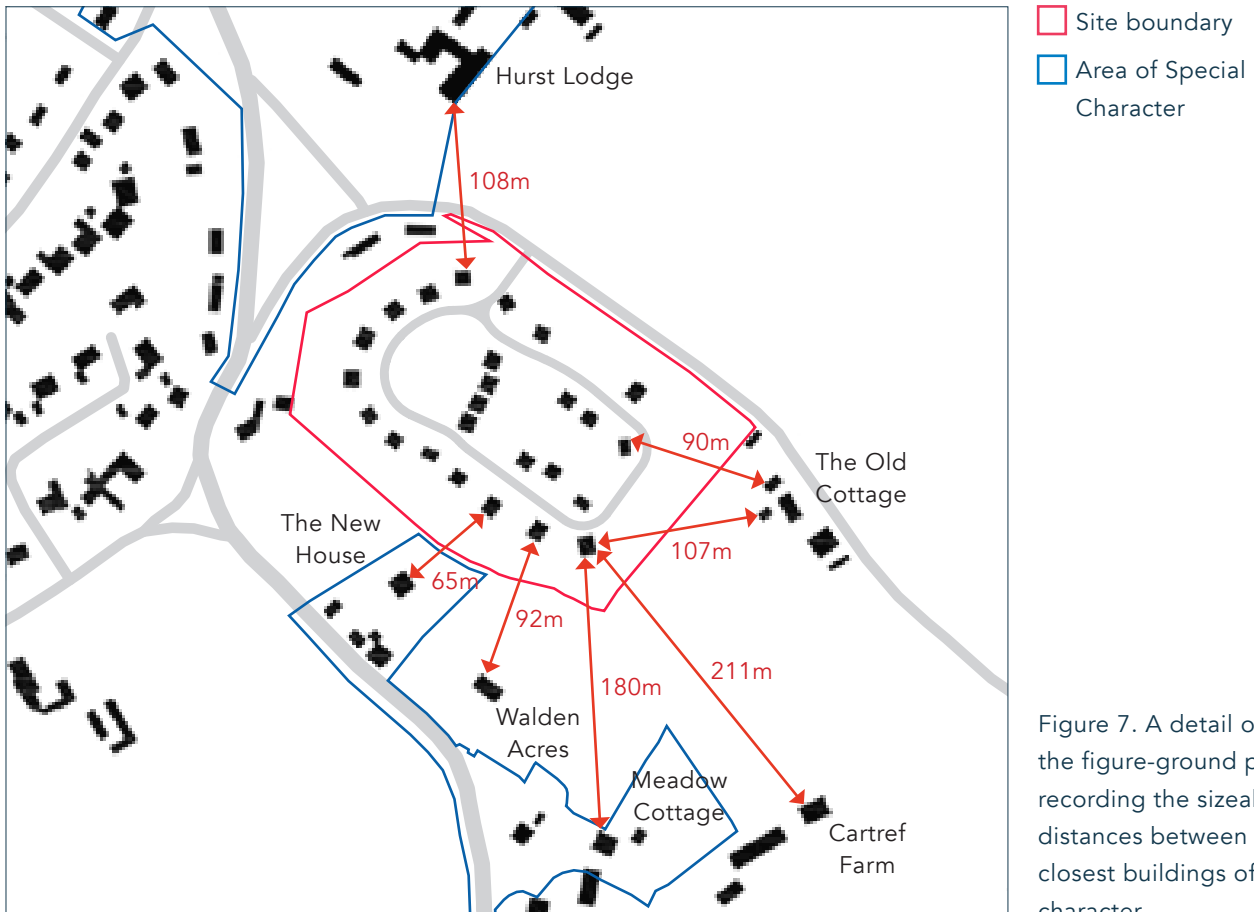 Site boundary
Area of Special
Character
Hurst Lodge
108m
90m
The Old
Cottage
107m
The New
House
65m
92m
180m
211m
Walden
Acres
Meadow
Cottage
Cartref
Farm
Figure 7. A detail o
the figure-ground p
recording the sizeal
distances between
closest buildings of
character